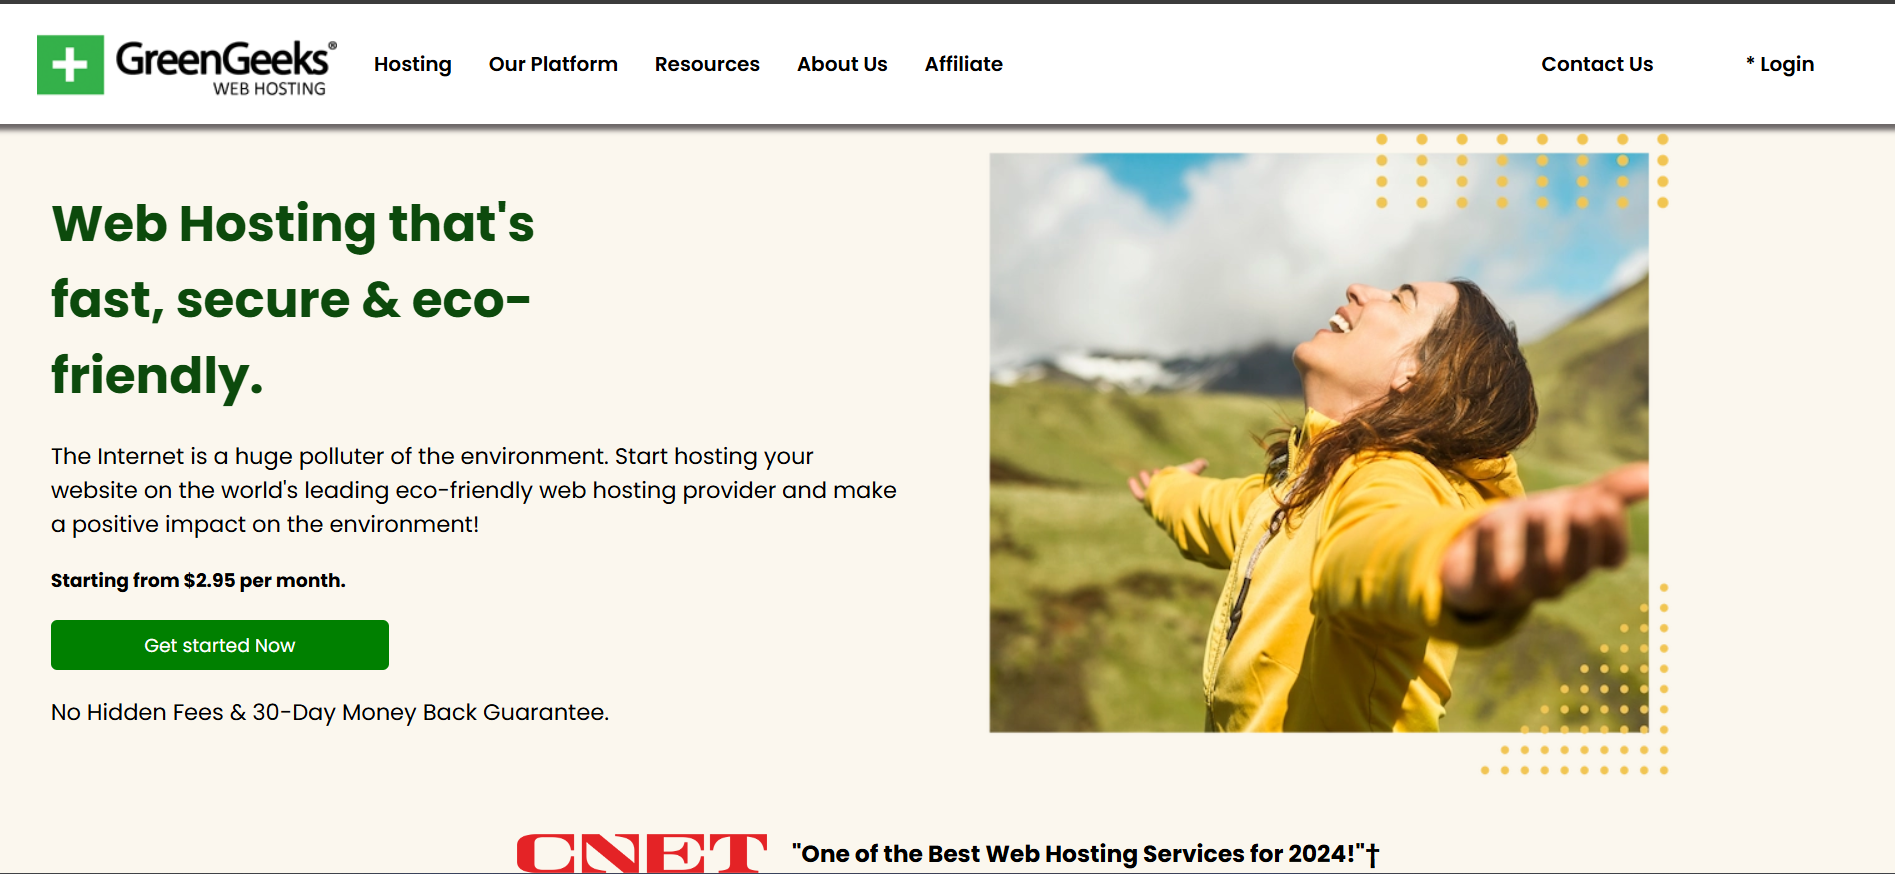 GreenGeeks®
WEB HOSTING
Hosting
Our Platform
Resources
About Us
Affiliate
Contact Us
* Login
Web Hosting that's
fast, secure & eco-
friendly.
The Internet is a huge polluter of the environment. Start hosting your
website on the world's leading eco-friendly web hosting provider and make
a positive impact on the environment!
Starting from $2.95 per month.
Get started Now
No Hidden Fees & 30-Day Money Back Guarantee.
CNET
"One of the Best Web Hosting Services for 2024!"†